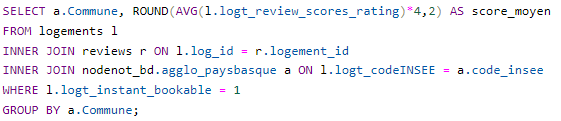 SELECT a.Commune, ROUND(AVG(l.logt_review_scores_rating)*4,2) AS score_moyen
FROM logements l
INNER JOIN reviews r ON l.log_id = r.logement_id
INNER JOIN nodenot_bd.agglo_paysbasque a ON l.logt_codeINSEE = a.code_insee
WHERE l.logt_instant_bookable = 1
GROUP BY a.Commune;